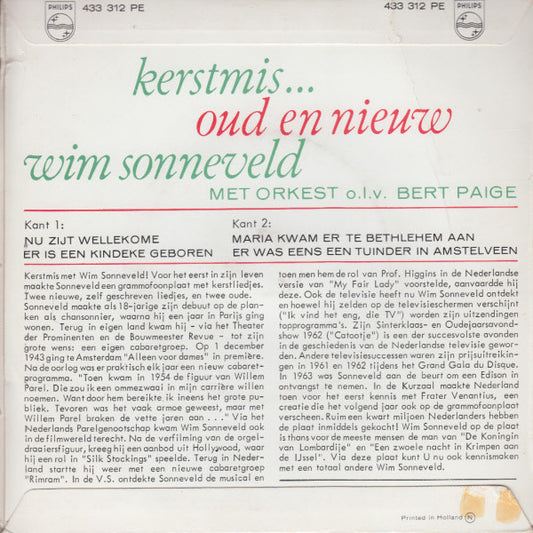 PHILIPS 433 312 PE 433 312 PE PHILIPS
kerstmis...
oud en nieuw
wim sonneveld
MET ORKEST o.l.v. BERT PAIGE
Kant 1:
NU ZIJT WELLEKOME
ER IS EEN KINDEKE GEBOREN
Kant 2:
MARIA KWAM ER TE BETHLEHEM AAN
ER WAS EENS EEN TUINDER IN AMSTELVEEN
Kerstmis met Wim Sonneveld! Voor het eerst in zijn leven
maakte Sonneveld een grammofoonplaat met kerstliedjes.
Twee nieuwe, zelf geschreven liedjes, en twee oude.
Sonneveld maakte als 18-jarige zijn debuut op de plan-
ken als chansonnier, waarna hij een jaar in Parijs ging
wonen. Terug in eigen land kwam hij - via het Theater
der Prominenten en de Bouwmeester Revue - tot zijn
grote wens: een eigen cabaretgroep. Op 1 december
1943 ging te Amsterdam "Alleen voor dames" in première.
Na de oorlog was er praktisch elk jaar een nieuw cabaret-
programma. "Toen kwam in 1954 de figuur van Willem
Parel. Die zou ik een ommezwaai in mijn carrière willen
noemen. Want door hem bereikte ik ineens het grote pu-
bliek. Tevoren was het vaak armoe geweest, maar met
Willem Parel braken de vette jaren aan...." Via het
Nederlands Parelgenootschap kwam Wim Sonneveld ook
in de filmwereld terecht. Na de verfilming van de orgel-
draaiersfiguur, kreeg hij een aanbod uit Hollywood, waar
hij een rol in "Silk Stockings" speelde. Terug in Neder-
land startte hij weer met een nieuwe cabaretgroep
"Rimram". In de V.S. ontdekte Sonneveld de musical en
toen men hem de rol van Prof. Higgins in de Nederlandse
versie van "My Fair Lady" voorstelde, aanvaardde hij
deze. Ook de televisie heeft nu Wim Sonneveld ontdekt
en hoewel hij zelden op de televisieschermen verschijnt
("Ik vind het eng, die TV") worden zijn uitzendingen
topprogramma's. Zijn Sinterklaas- en Oudejaarsavond-
show 1962 ("Catootje") is een der succesvolste avonden
in de geschiedenis van de Nederlandse televisie gewor-
den. Andere televisiesuccessen waren zijn prijsuitreikin-
gen in 1961 en 1962 tijdens het Grand Gala du Disque.
In 1963 was Sonneveld aan de beurt om een Edison in
ontvangst te nemen. In de Kurzaal maakte Nederland
toen voor het eerst kennis met Frater Venantius, een
creatie die het volgend jaar ook op de grammofoonplaat
verscheen. Ruim een kwart miljoen Nederlanders hebben
de plaat inmiddels gekocht! Wim Sonneveld op de plaat
is thans voor de meeste mensen de man van "De Koningin
van Lombardije" en "Een zwoele nacht in Krimpen aan
de IJssel". Via deze plaat kunt U nu ook kennismaken
met een totaal andere Wim Sonneveld.
Printed in Holland N